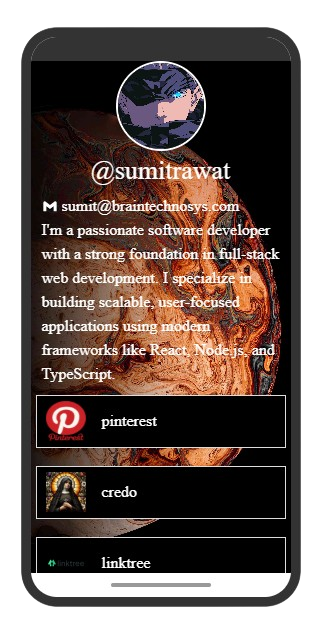 @sumitrawat
sumit@braintechnosys.com
I'm a passionate software developer
with a strong foundation in full-stack
web development. I specialize in
building scalable, user-focused
applications using modern
frameworks like React, Node.js, and
TypeScript.
Pinterest
pinterest
credo
linktree
linktree